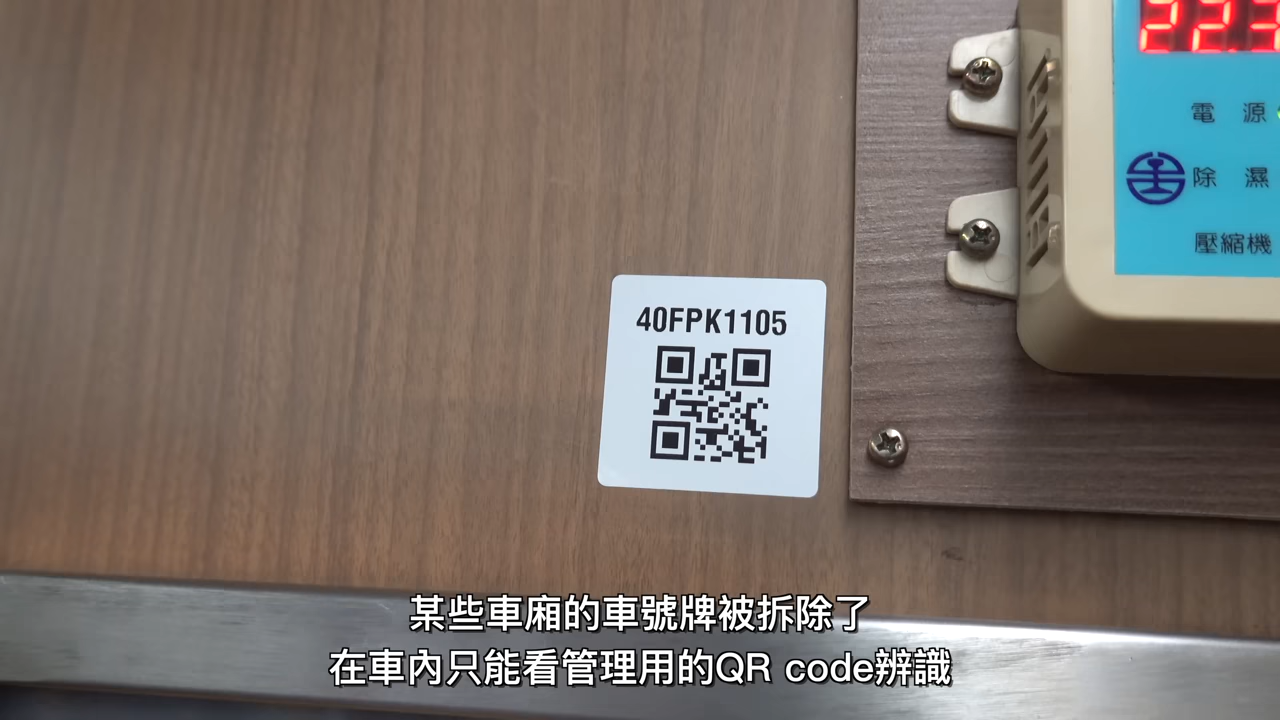 22.3
電 源
除 濕
壓縮機
40FPK1105
某些車廂的車號牌被拆除了
在車內只能看管理用的QR code辨識